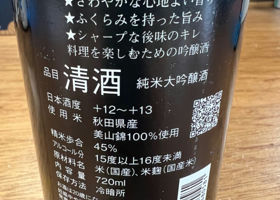 ★さわやかな心地よい香り
★ふくらみを持った旨み
★シャープな後味のキレ
料理を楽しむための吟醸酒
品目 清酒 純米大吟醸酒
日本酒度 +12~+13
使用米 秋田県産
美山錦100%使用
精米歩合 45%
アルコール分 15度以上16度未満
原材料名 米(国産)、米麹(国産米)
内容量 720ml
保存方法 冷暗所